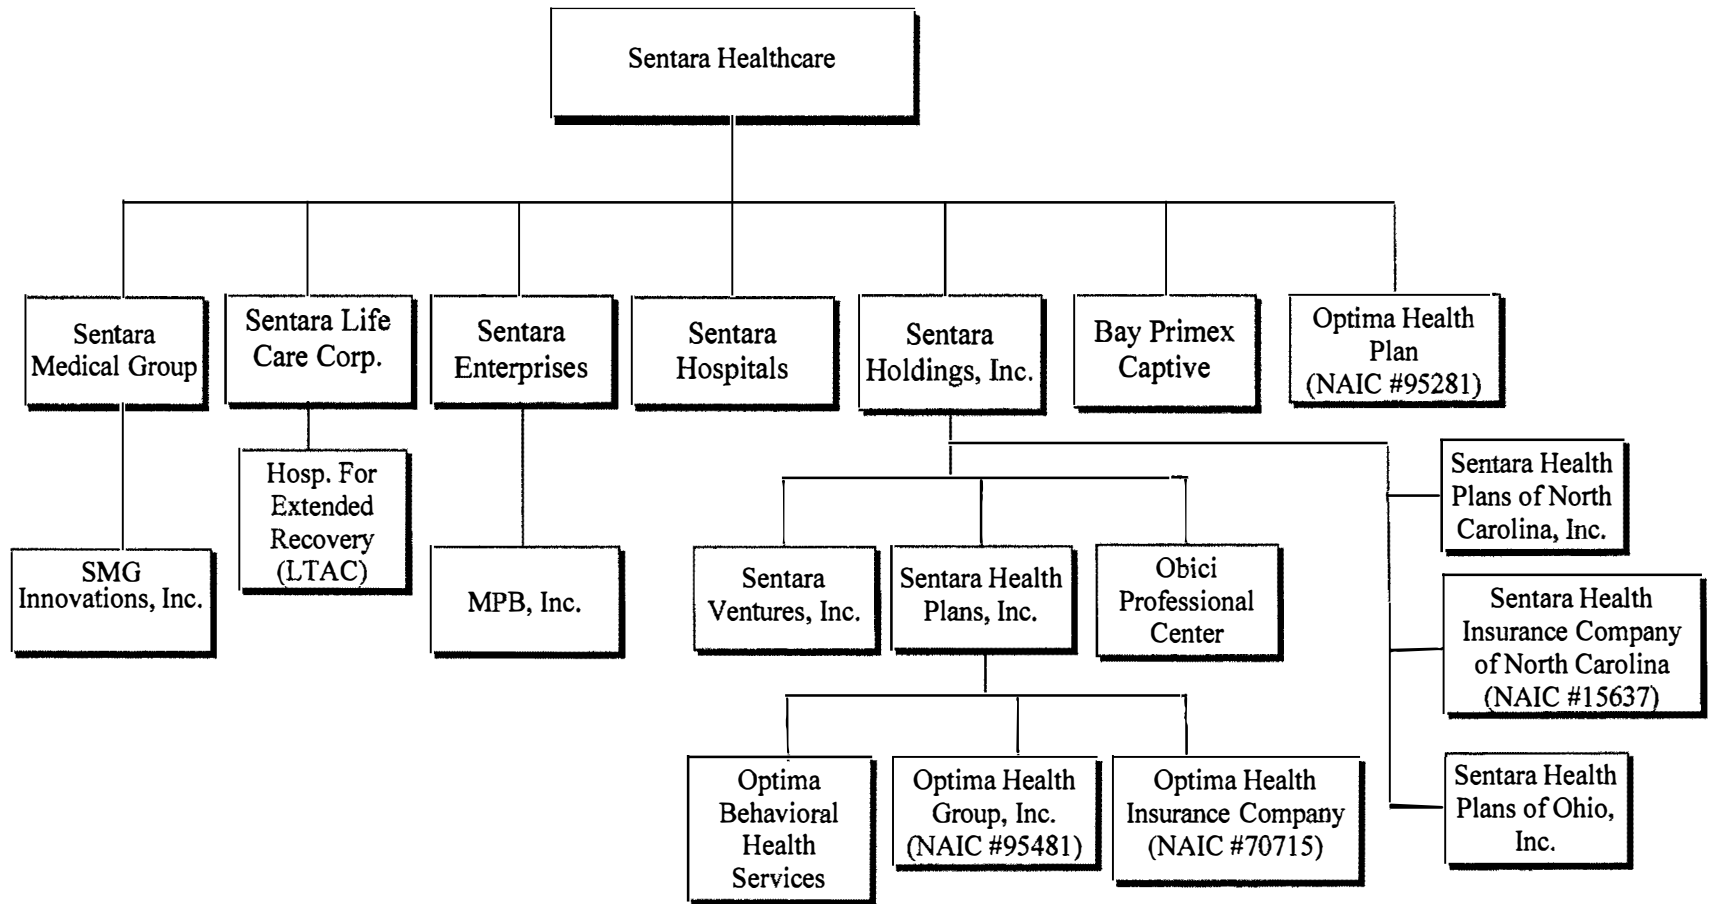 Sentara Healthcare
Sentara
Medical Group
Sentara Life
Care Corp.
Sentara
Enterprises
Sentara
Hospitals
Sentara
Holdings, Inc.
Bay Primex
Captive
Optima Health
Plan
(NAIC #95281)
SMG
Innovations, Inc.
Hosp. For
Extended
Recovery
(LTAC)
MPB, Inc.
Sentara
Ventures, Inc.
Sentara Health
Plans, Inc.
Obici
Professional
Center
Sentara Health
Plans of North
Carolina, Inc.
Sentara Health
Insurance Company
of North Carolina
(NAIC #15637)
Sentara Health
Plans of Ohio,
Inc.
Optima
Behavioral
Health
Services
Optima Health
Group, Inc.
(NAIC #95481)
Optima Health
Insurance Company
(NAIC #70715)